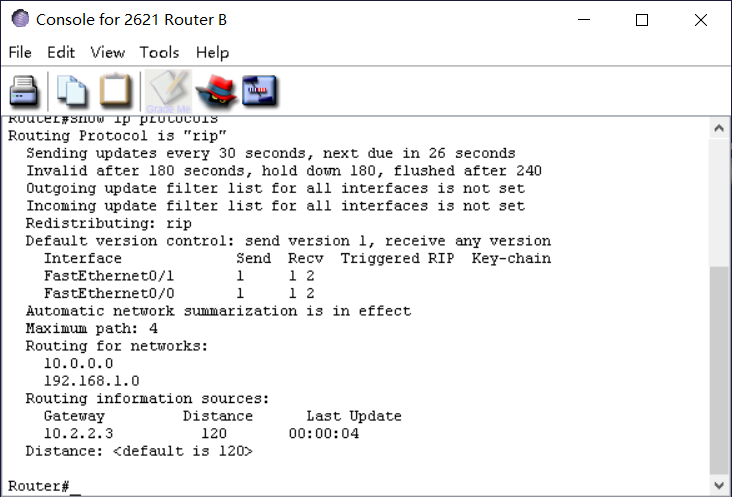 Console for 2621 Router B
File Edit View Tools Help
Grade Me
Router#show ip protocols
Routing Protocol is "rip"
Sending updates every 30 seconds, next due in 26 seconds
Invalid after 180 seconds, hold down 180, flushed after 240
Outgoing update filter list for all interfaces is not set
Incoming update filter list for all interfaces is not set
Redistributing: rip
Default version control: send version 1, receive any version
Interface Send Recv Triggered RIP Key-chain
FastEthernet0/1 1 1 2
FastEthernet0/0 1 1 2
Automatic network summarization is in effect
Maximum path: 4
Routing for networks:
10.0.0.0
192.168.1.0
Routing information sources:
Gateway Distance Last Update
10.2.2.3 120 00:00:04
Distance: <default is 120>
Router#_